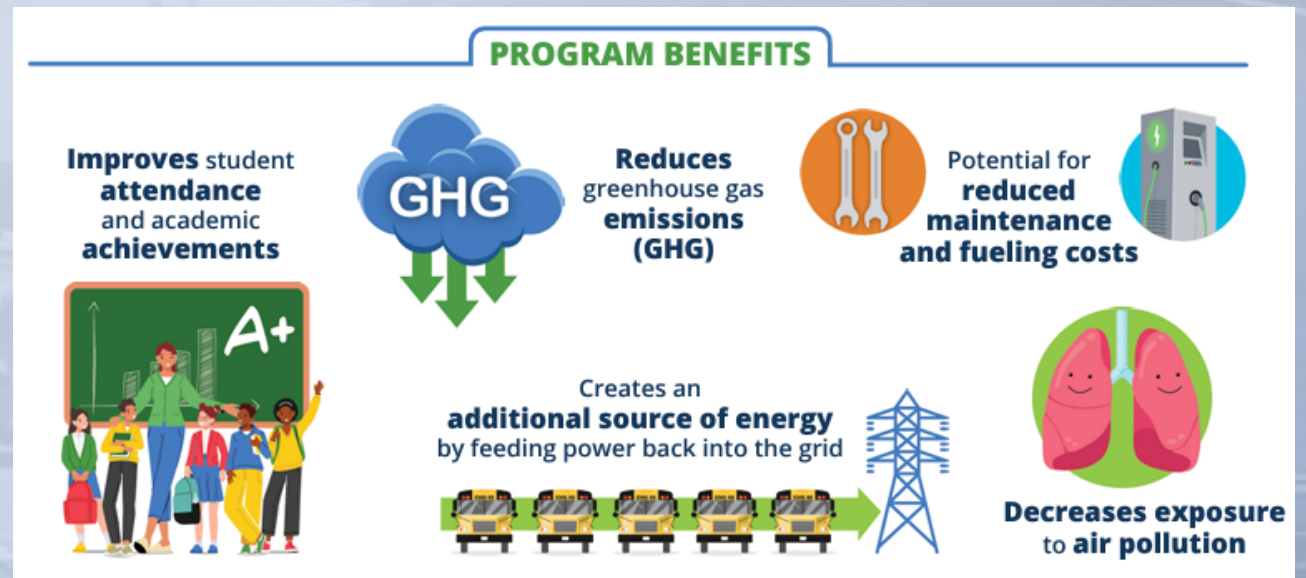 PROGRAM BENEFITS
Improves student
attendance
and academic
achievements
A+
GHG
Reduces
greenhouse gas
emissions
(GHG)
Potential for
reduced
maintenance
and fueling costs
Creates an
additional source of energy
by feeding power back into the grid
Decreases exposure
to air pollution